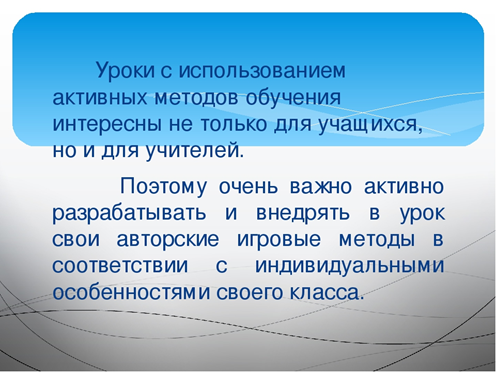 Уроки с использованием
активных методов обучения
интересны не только для учащихся,
но и для учителей.
Поэтому очень важно активно
разрабатывать и внедрять в урок
свои авторские игровые методы в
соответствии с индивидуальными
особенностями своего класса.